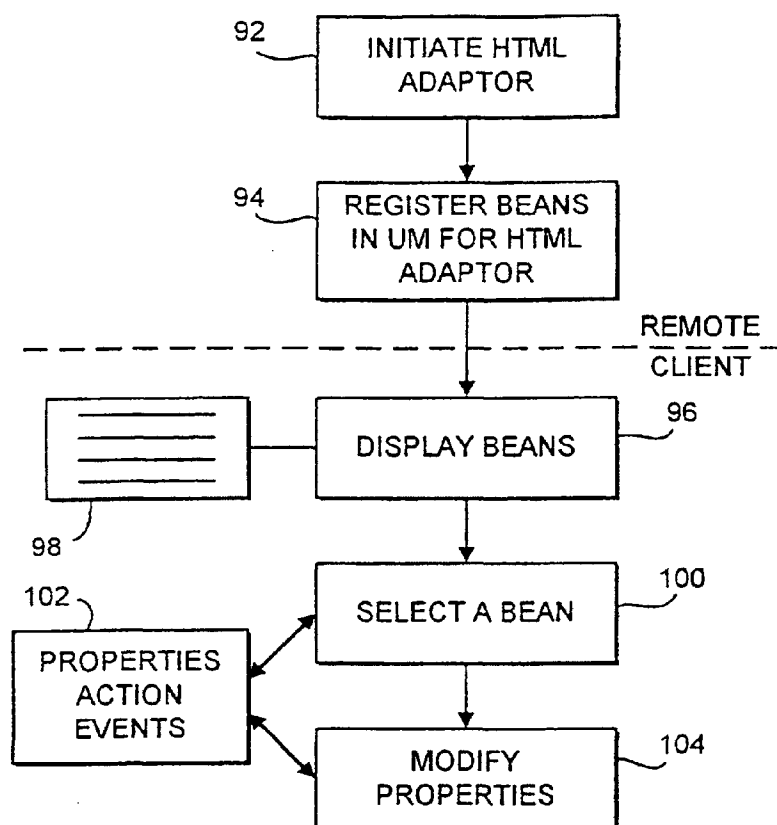 92
INITIATE HTML
ADAPTOR
94
REGISTER BEANS
IN UM FOR HTML
ADAPTOR
REMOTE
CLIENT
96
DISPLAY BEANS
98
100
SELECT A BEAN
102
PROPERTIES
ACTION
EVENTS
104
MODIFY
PROPERTIES